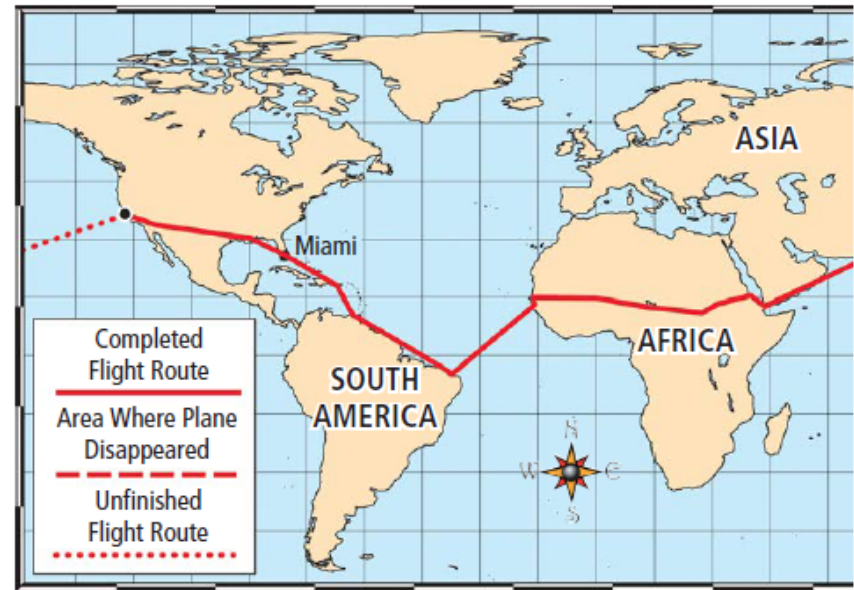 ASIA
Miami
AFRICA
SOUTH
AMERICA
Completed
Flight Route
Area Where Plane
Disappeared
Unfinished
Flight Route
N
W
E
S